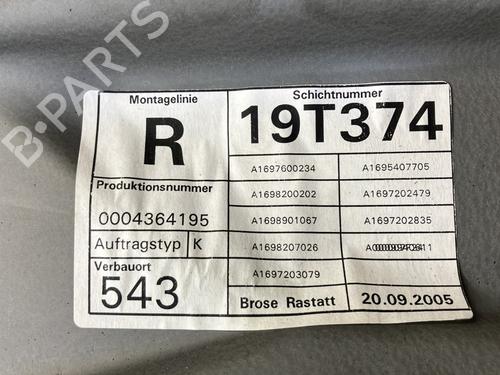 B-PARTS
Montagelinie
R
Schichtnummer
19T374
Produktionsnummer
0004364195
Auftragstyp K
Verbauort
543
A1697600234 A1695407705
A1698200202 A1697202479
A1698901067 A1697202835
A1698207026
A1697203079
Brose Rastatt 20.09.2005